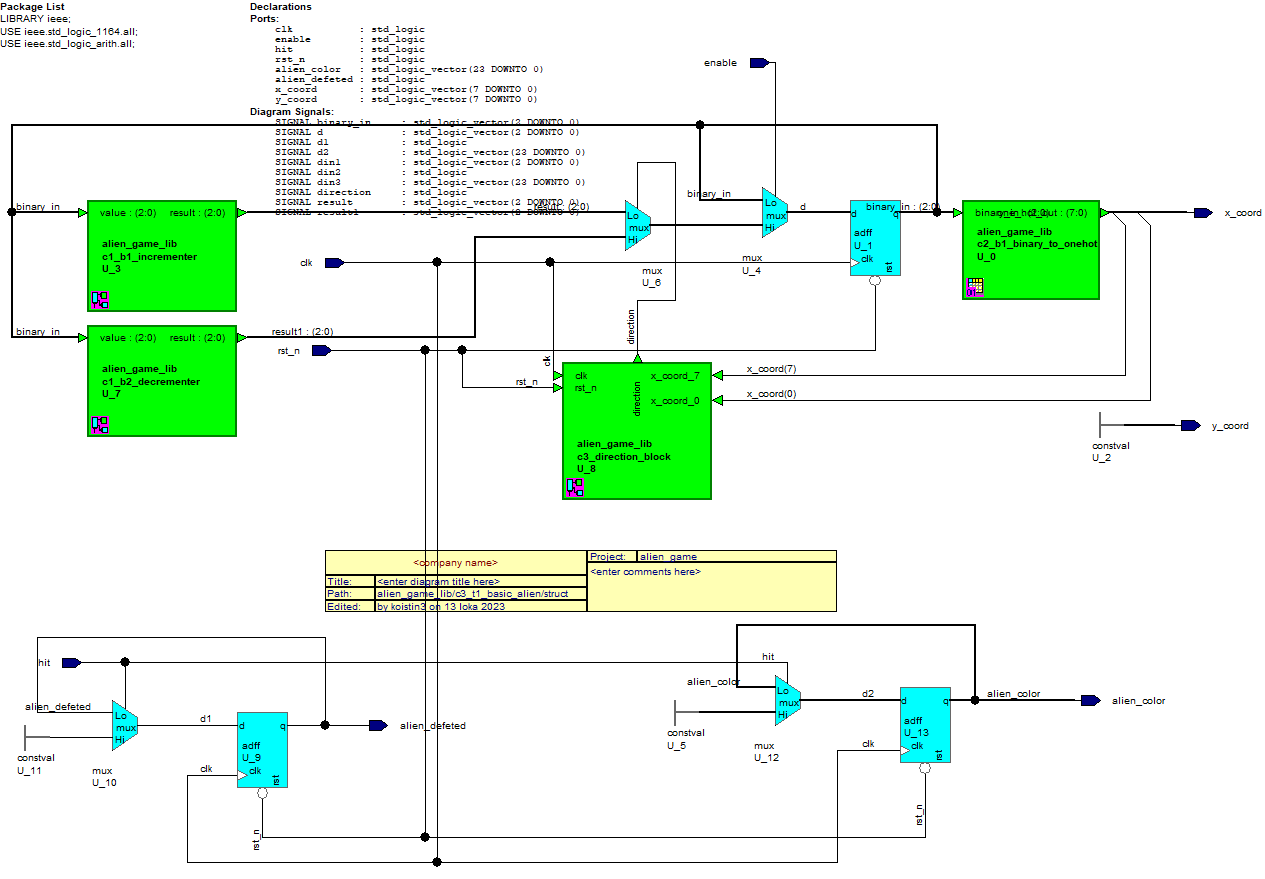 Package List
LIBRARY ieee;
USE ieee.std_logic_1164.all;
USE ieee.std_logic_arith.all;
Declarations
Ports:
clk : std_logic
enable : std_logic
hit : std_logic
rst_n : std_logic
alien_color : std_logic_vector(23 DOWNTO 0)
alien_defeted : std_logic
x_coord : std_logic_vector(7 DOWNTO 0)
y_coord : std_logic_vector(7 DOWNTO 0)
Diagram Signals:
SIGNAL binary_in : std_logic_vector(2 DOWNTO 0)
SIGNAL d : std_logic_vector(2 DOWNTO 0)
SIGNAL d1 : std_logic
SIGNAL d2 : std_logic_vector(23 DOWNTO 0)
SIGNAL din1 : std_logic_vector(2 DOWNTO 0)
SIGNAL din2 : std_logic
SIGNAL din3 : std_logic_vector(23 DOWNTO 0)
SIGNAL direction : std_logic
SIGNAL result : std_logic_vector(2 DOWNTO 0)
SIGNAL result1 : std_logic_vector(2 DOWNTO 0)
enable
binary_in
value : (2:0) result : (2:0)
alien_game_lib
c1_b1_incrementer
U_3
result : (2:0)
Lo
mux
Hi
mux
U_6
binary_in
Lo
mux
Hi
mux
U_4
d
d q
adff
U_1
clk
rst
binary_in : (2:0)
binary_in : (2:0)
one_hot_out : (7:0)
alien_game_lib
c2_b1_binary_to_onehot
U_0
x_coord
clk
binary_in
value : (2:0) result : (2:0)
alien_game_lib
c1_b2_decrementer
U_7
result1 : (2:0)
rst_n
direction
clk
rst_n
clk
rst_n
direction
x_coord_7
x_coord_0
alien_game_lib
c3_direction_block
U_8
x_coord(7)
x_coord(0)
y_coord
constval
U_2
<company name>
Project: alien_game
<enter comments here>
Title: <enter diagram title here>
Path: alien_game_lib/c3_t1_basic_alien/struct
Edited: by koistin3 on 13 loka 2023
hit
alien_defeted
Lo
mux
Hi
constval
U_11
mux
U_10
d1
d q
adff
U_9
clk
rst
clk
rst_n
alien_defeted
hit
alien_color
Lo
mux
Hi
constval
U_5
mux
U_12
d2
d q
adff
U_13
clk
rst
clk
rst_n
alien_color
alien_color